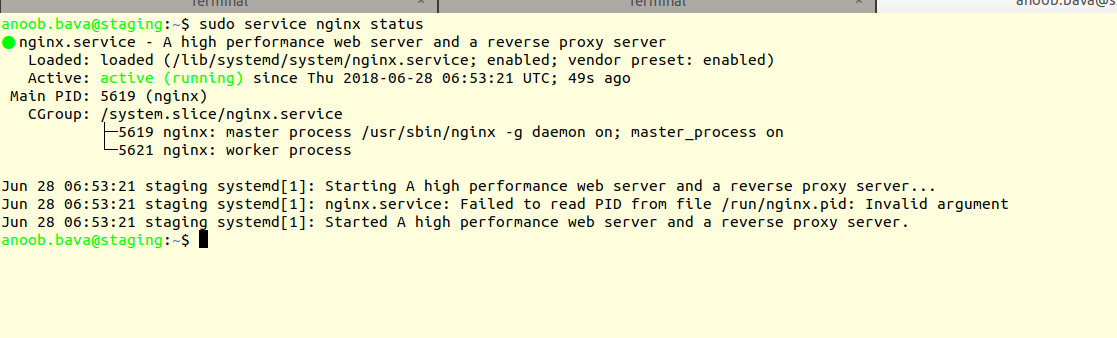 Terminal × Terminal × anoob.bava@s
anoob.bava@staging:~$ sudo service nginx status
● nginx.service - A high performance web server and a reverse proxy server
   Loaded: loaded (/lib/systemd/system/nginx.service; enabled; vendor preset: enabled)
   Active: active (running) since Thu 2018-06-28 06:53:21 UTC; 49s ago
 Main PID: 5619 (nginx)
   CGroup: /system.slice/nginx.service
           ├─5619 nginx: master process /usr/sbin/nginx -g daemon on; master_process on
           └─5621 nginx: worker process
Jun 28 06:53:21 staging systemd[1]: Starting A high performance web server and a reverse proxy server...
Jun 28 06:53:21 staging systemd[1]: nginx.service: Failed to read PID from file /run/nginx.pid: Invalid argument
Jun 28 06:53:21 staging systemd[1]: Started A high performance web server and a reverse proxy server.
anoob.bava@staging:~$